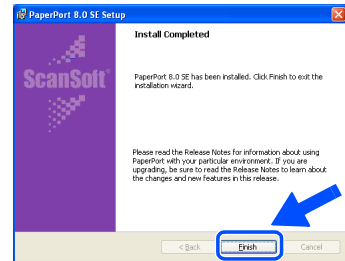 PaperPort 8.0 SE Setup
Install Completed
ScanSoft
PaperPort 8.0 SE has been installed. Click Finish to exit the
installation wizard.
Please read the Release Notes for information about using
PaperPort with your particular environment. If you are
upgrading, be sure to read the Release Notes to learn about
the changes and new features in this release.
< Back
Finish
Cancel